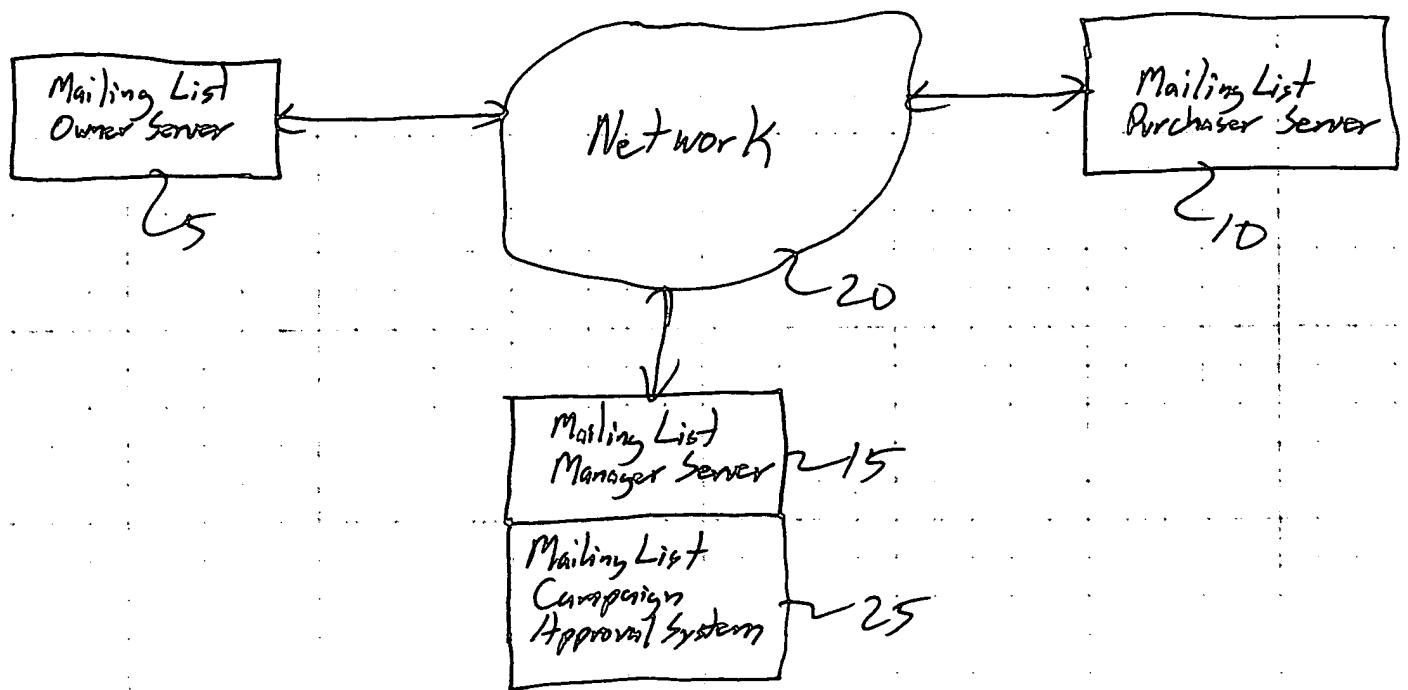 Mailing List
Owner Server
5
Network
20
Mailing List
Purchaser Server
10
Mailing List
Manager Server
15
Mailing List
Campaign
Approval System
25